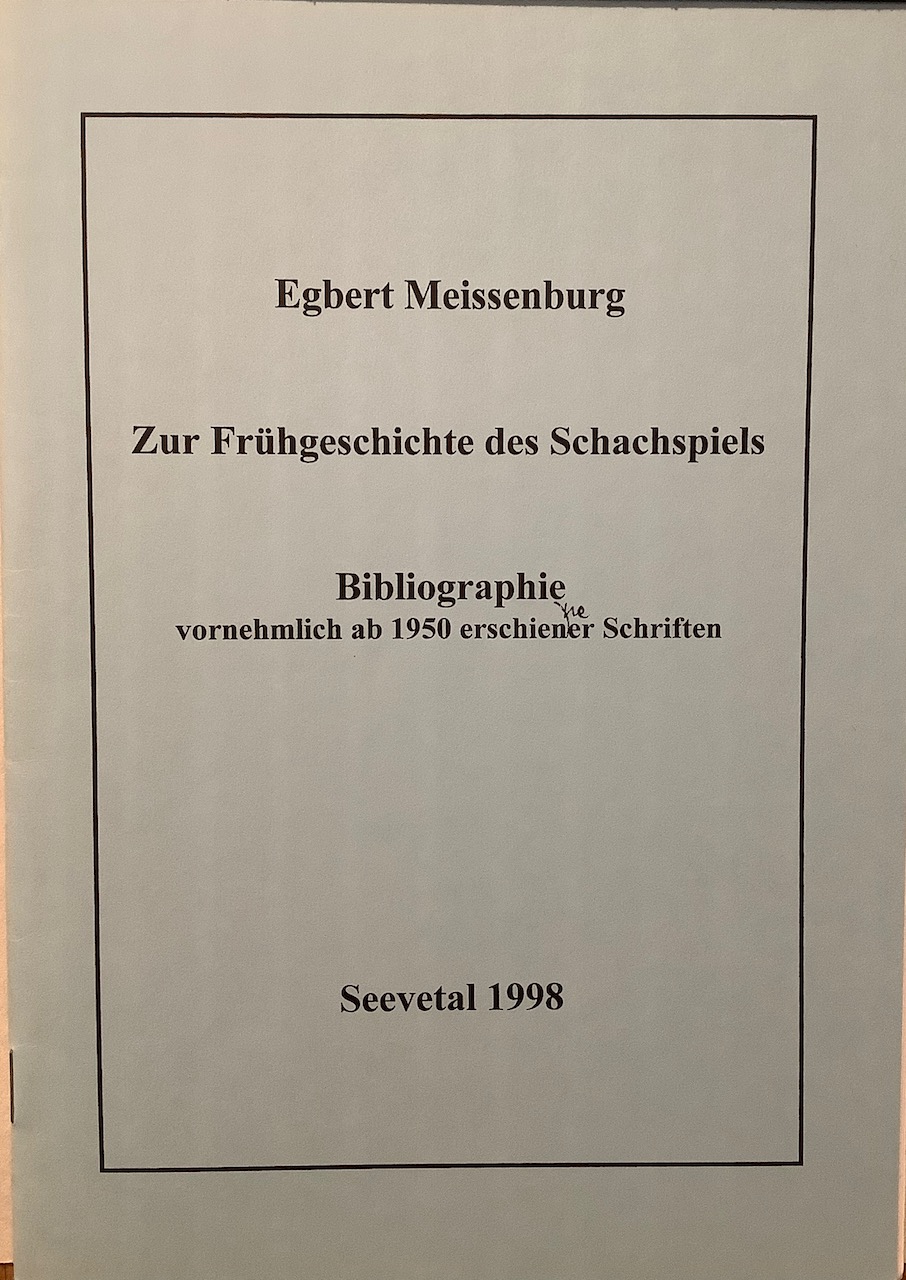 Egbert Meissenburg
Zur Frühgeschichte des Schachspiels
Bibliographie
ne
vornehmlich ab 1950 erschiener Schriften
Seevetal 1998